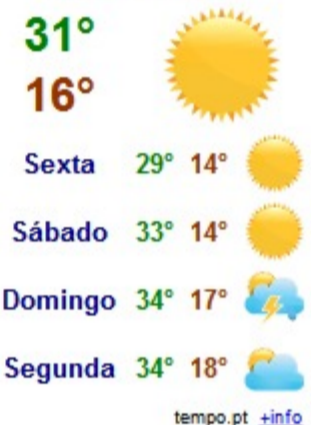 31°
16°
Sexta 29° 14°
Sábado 33° 14°
Domingo 34° 17°
Segunda 34° 18°
tempo.pt +info